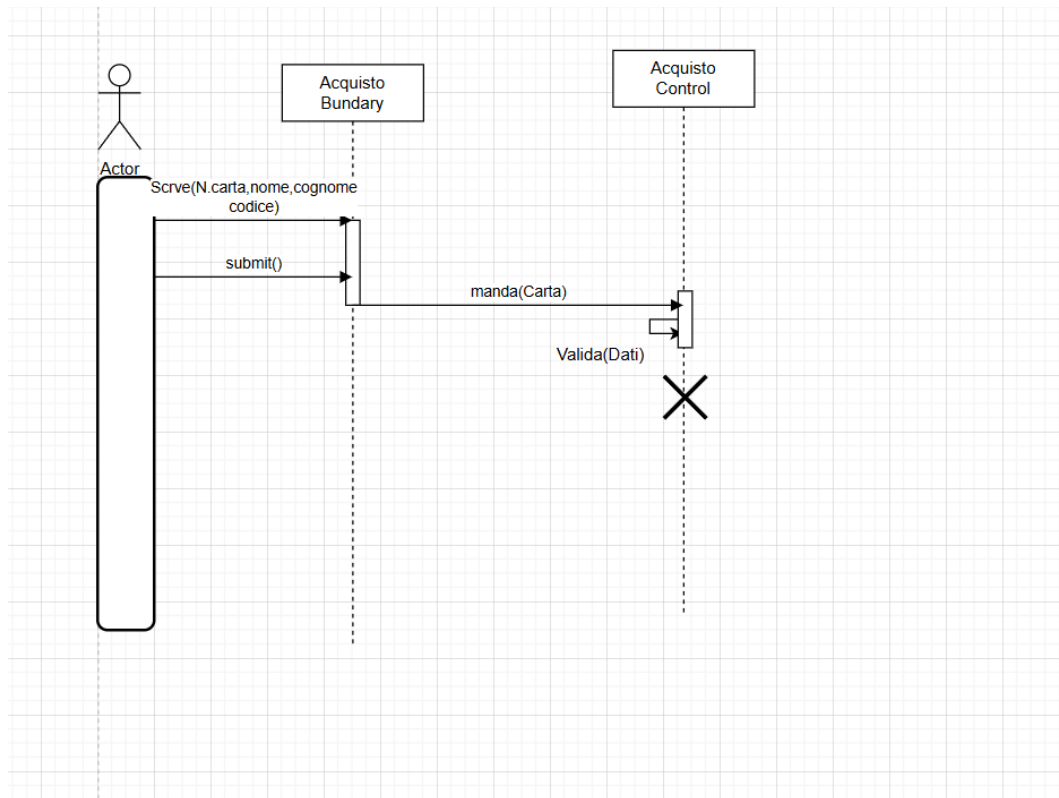 Acquisto
Bundary
Acquisto
Control
Actor
Scrve(N.carta,nome,cognome
codice)
submit()
manda(Carta)
Valida(Dati)